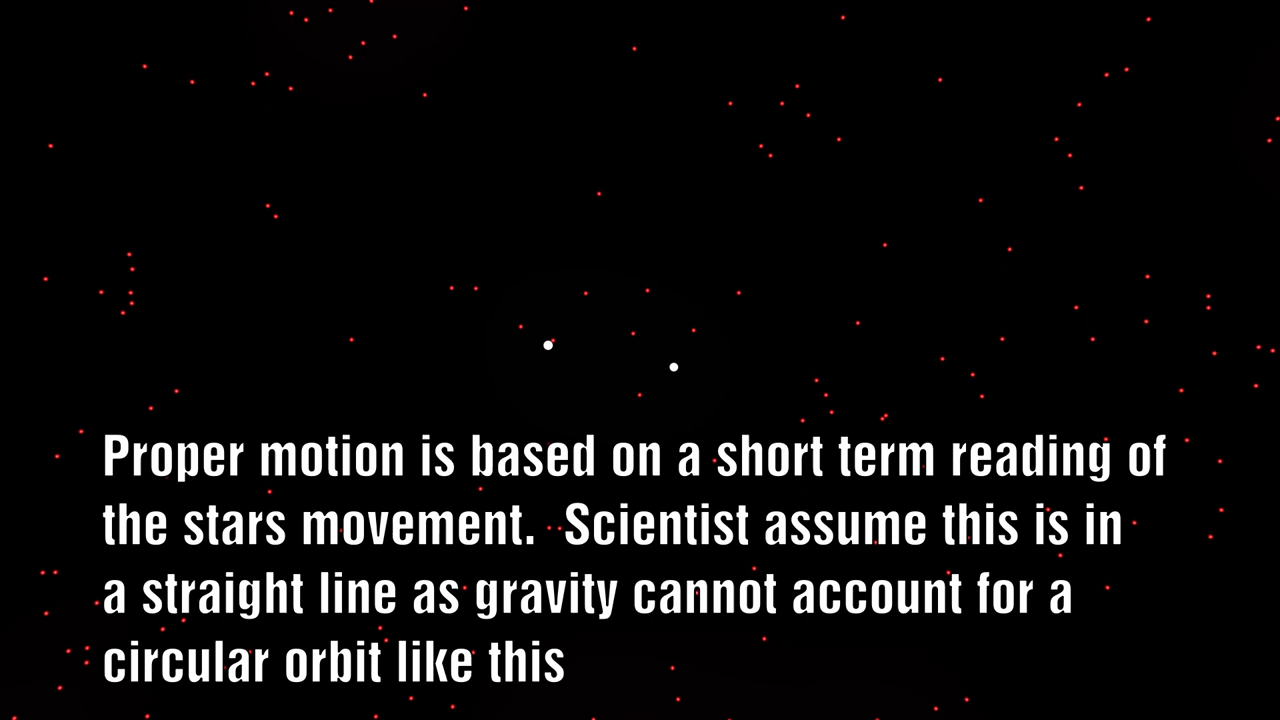 Proper motion is based on a short term reading of
the stars movement.  Scientist assume this is in
a straight line as gravity cannot account for a
circular orbit like this